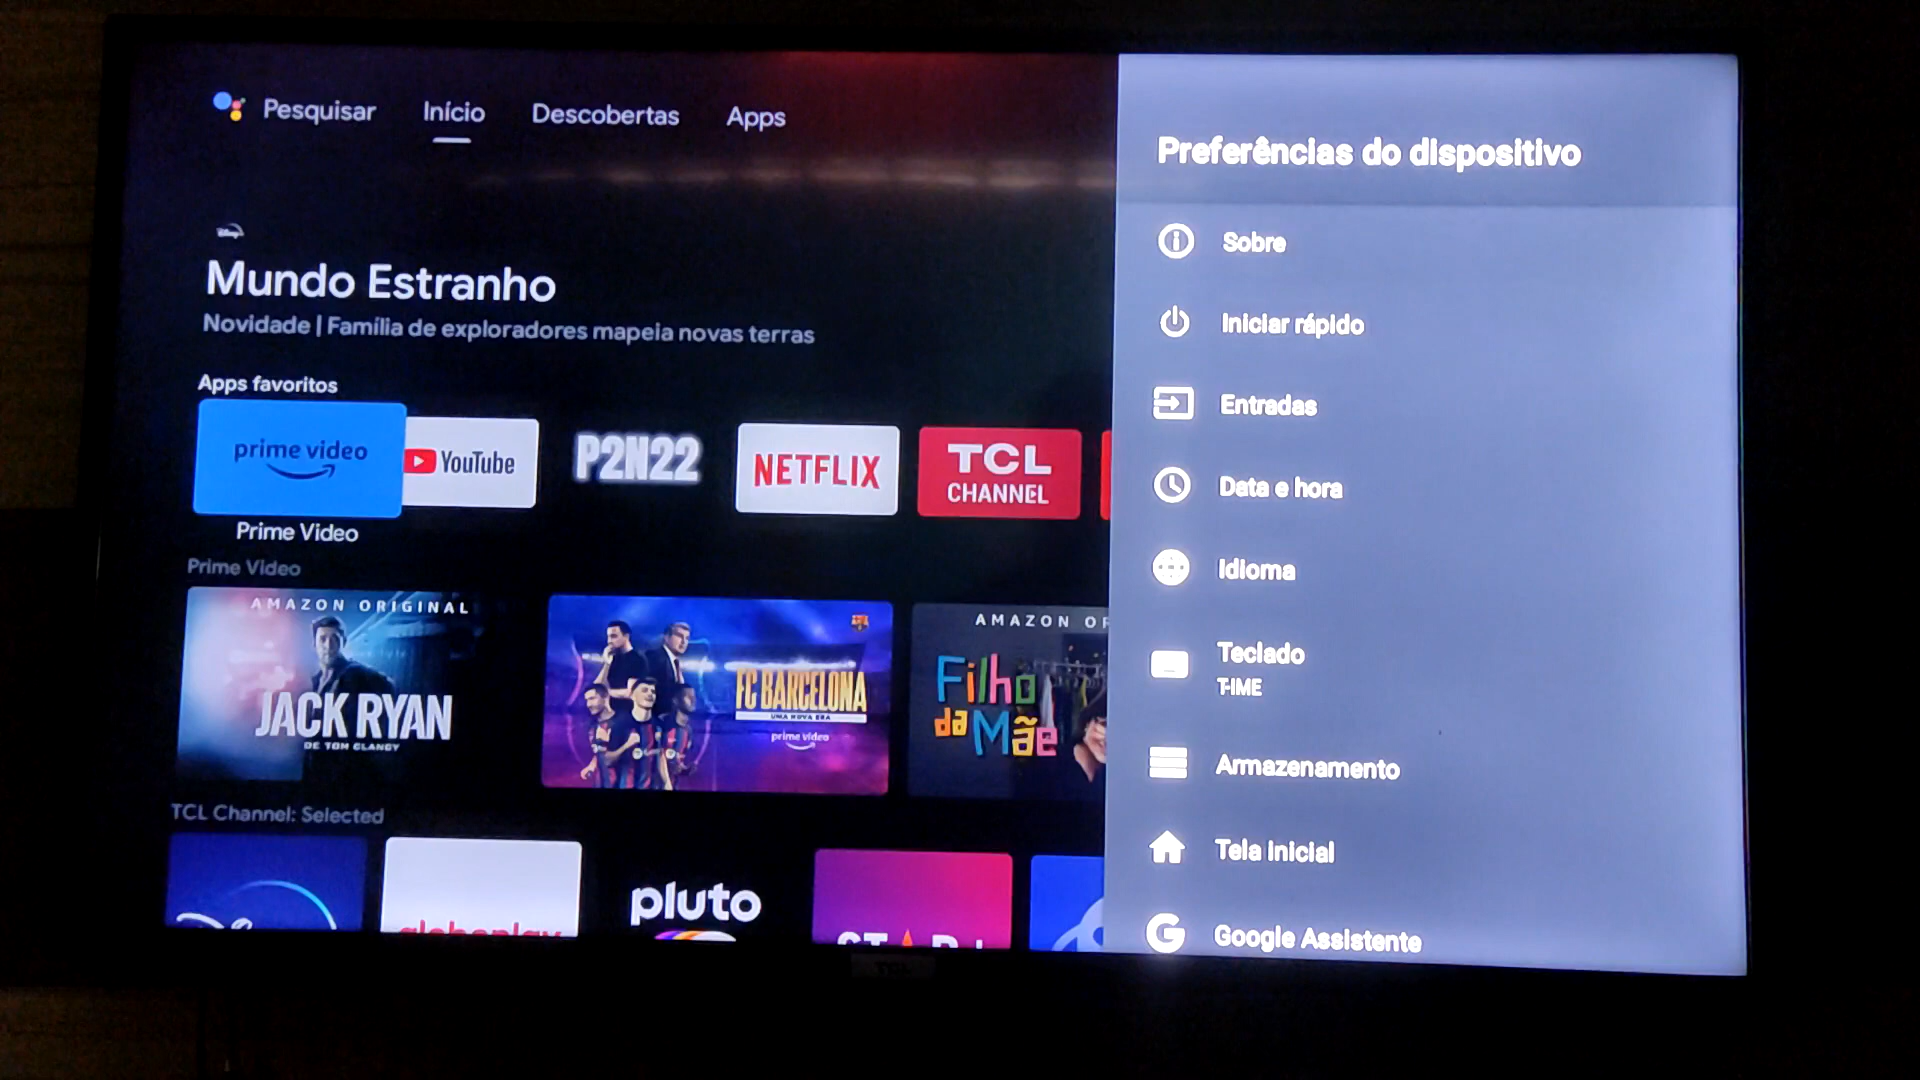 Pesquisar Início Descobertas Apps
Mundo Estranho
Novidade | Família de exploradores mapeia novas terras
Apps favoritos
prime video
YouTube
P2N22
NETFLIX
TCL
CHANNEL
Prime Video
Prime Video
AMAZON ORIGINAL
JACK RYAN
DE TOM CLANCY
FC BARCELONA
UMA NOVA ERA
prime video
AMAZON OR
Filho
da Mãe
TCL Channel: Selected
globoplay
pluto
STAR+
Preferências do dispositivo
Sobre
Iniciar rápido
Entradas
Data e hora
Idioma
Teclado
T-IME
Armazenamento
Tela inicial
Google Assistente